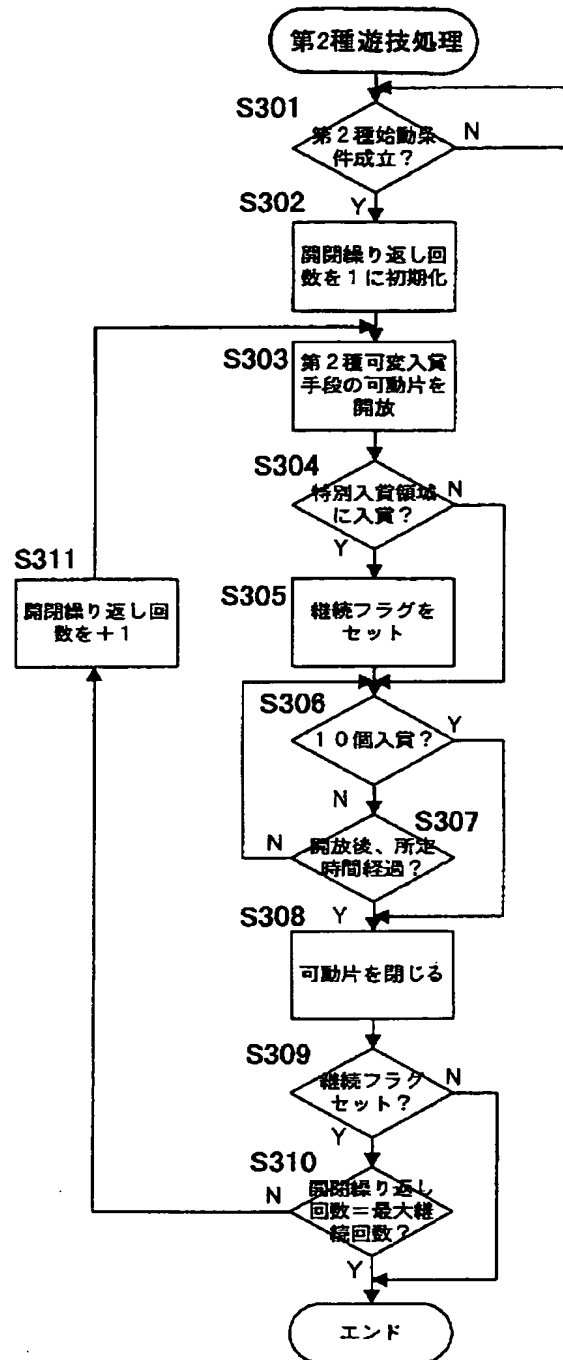 第2種遊技処理
S301
第2種始動条
件成立?
N
Y
S302
開閉繰り返し回
数を1に初期化
S303
第2種可変入賞
手段の可動片を
開放
S304
特別入賞領域
に入賞?
N
Y
S311
開閉繰り返し回
数を+1
S305
継続フラグを
セット
S306
10個入賞?
Y
N
S307
開放後、所定
時間経過?
N
Y
S308
可動片を閉じる
S309
継続フラグ
セット?
N
Y
S310
開閉繰り返し
回数=最大継
続回数?
N
Y
エンド